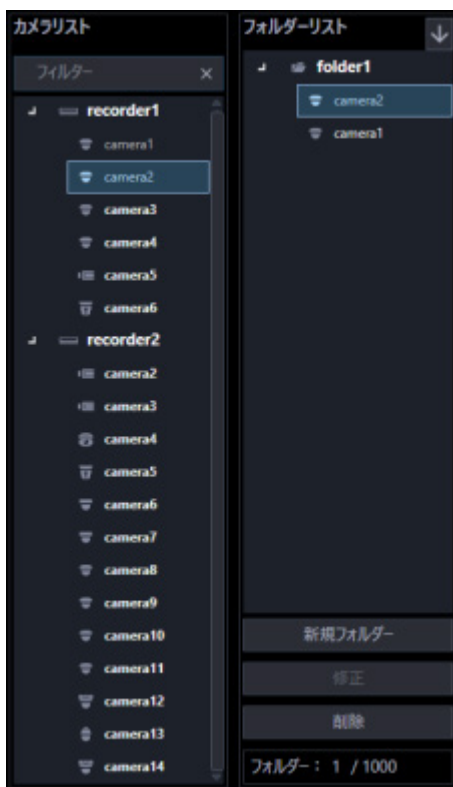 カメラリスト
フィルター ×
recorder1
camera1
camera2
camera3
camera4
camera5
camera6
recorder2
camera2
camera3
camera4
camera5
camera6
camera7
camera8
camera9
camera10
camera11
camera12
camera13
camera14
フォルダーリスト
folder1
camera2
camera1
新規フォルダー
修正
削除
フォルダー： 1 / 1000